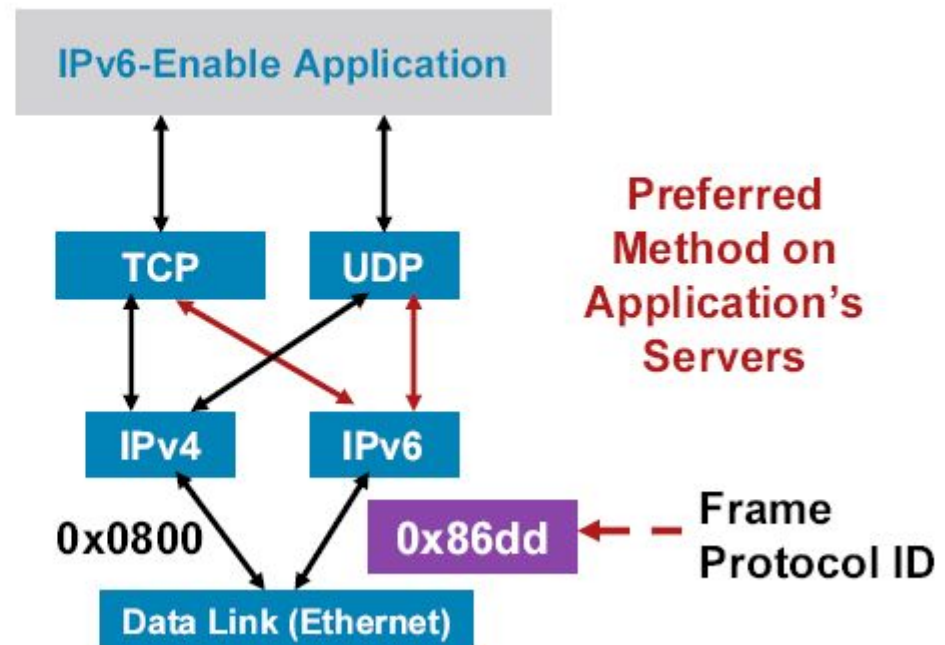 IPv6-Enable Application
Preferred
Method on
Application's
Servers
TCP
UDP
IPv4
IPv6
0x0800
0x86dd
Frame
Protocol ID
Data Link (Ethernet)